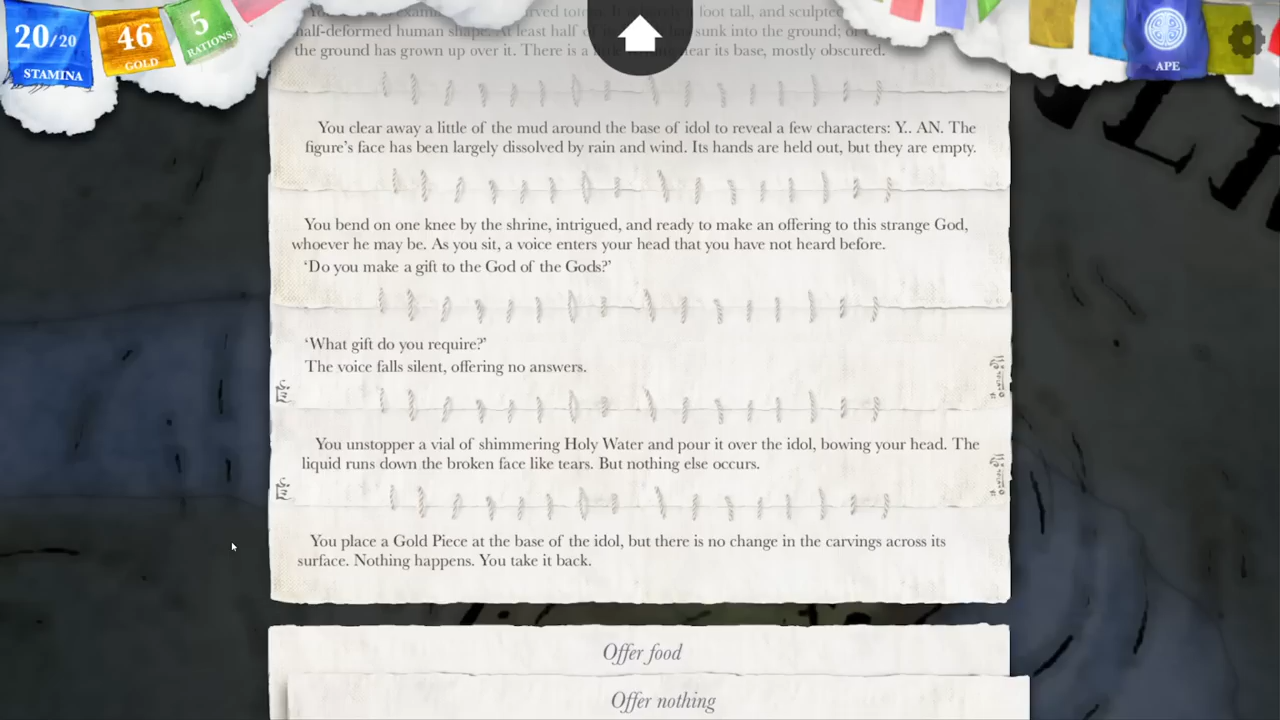 20/20
STAMINA
46
GOLD
5
RATIONS
APE
half-deformed human shape. At least half of sunk into the ground; or
the ground has grown up over it. There is a near its base, mostly obscured.
You clear away a little of the mud around the base of idol to reveal a few characters: Y.. AN. The
figure's face has been largely dissolved by rain and wind. Its hands are held out, but they are empty.
You bend on one knee by the shrine, intrigued, and ready to make an offering to this strange God,
whoever he may be. As you sit, a voice enters your head that you have not heard before.
'Do you make a gift to the God of the Gods?'
'What gift do you require?'
The voice falls silent, offering no answers.
You unstopper a vial of shimmering Holy Water and pour it over the idol, bowing your head. The
liquid runs down the broken face like tears. But nothing else occurs.
You place a Gold Piece at the base of the idol, but there is no change in the carvings across its
surface. Nothing happens. You take it back.
Offer food
Offer nothing